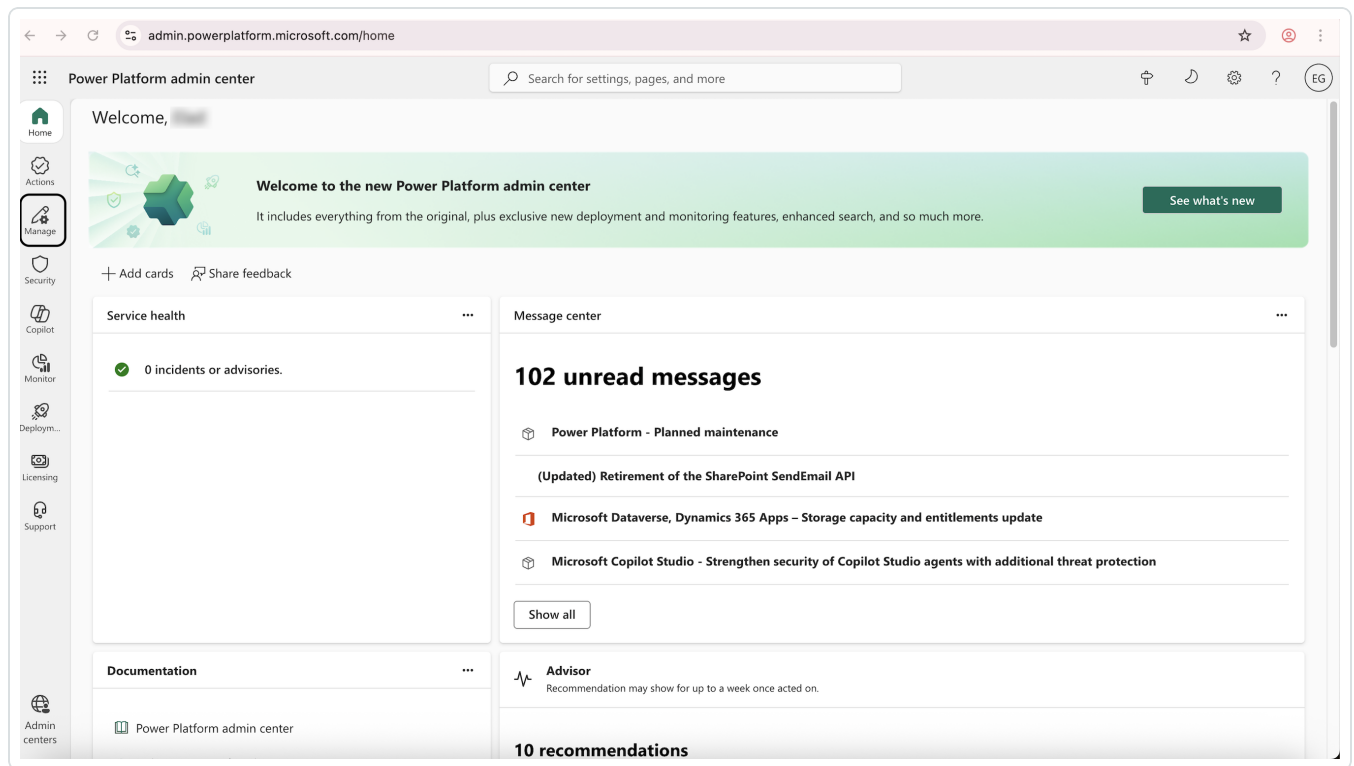 admin.powerplatform.microsoft.com/home
Power Platform admin center
Search for settings, pages, and more
?
EG
Home
Actions
Manage
Security
Copilot
Monitor
Deploym...
Licensing
Support
Admin
centers
Welcome,
Welcome to the new Power Platform admin center
It includes everything from the original, plus exclusive new deployment and monitoring features, enhanced search, and so much more.
See what's new
Add cards
Share feedback
Service health
0 incidents or advisories.
Message center
102 unread messages
Power Platform - Planned maintenance
(Updated) Retirement of the SharePoint SendEmail API
Microsoft Dataverse, Dynamics 365 Apps – Storage capacity and entitlements update
Microsoft Copilot Studio - Strengthen security of Copilot Studio agents with additional threat protection
Show all
Documentation
Power Platform admin center
Advisor
Recommendation may show for up to a week once acted on.
10 recommendations